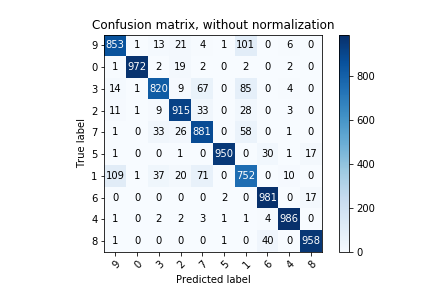 Confusion matrix, without normalization
9 853 1 13 21 4 1 101 0 6 0
0 1 972 2 19 2 0 2 0 2 0
3 14 1 820 9 67 0 85 0 4 0
2 11 1 9 915 33 0 28 0 3 0
7 1 0 33 26 881 0 58 0 1 0
5 1 0 0 1 0 950 0 30 1 17
1 109 1 37 20 71 0 752 0 10 0
6 0 0 0 0 0 2 0 981 0 17
4 1 0 2 2 3 1 1 4 986 0
8 1 0 0 0 0 1 0 40 0 958
9 0 3 2 7 5 1 6 4 8
True label
Predicted label
800
600
400
200
0